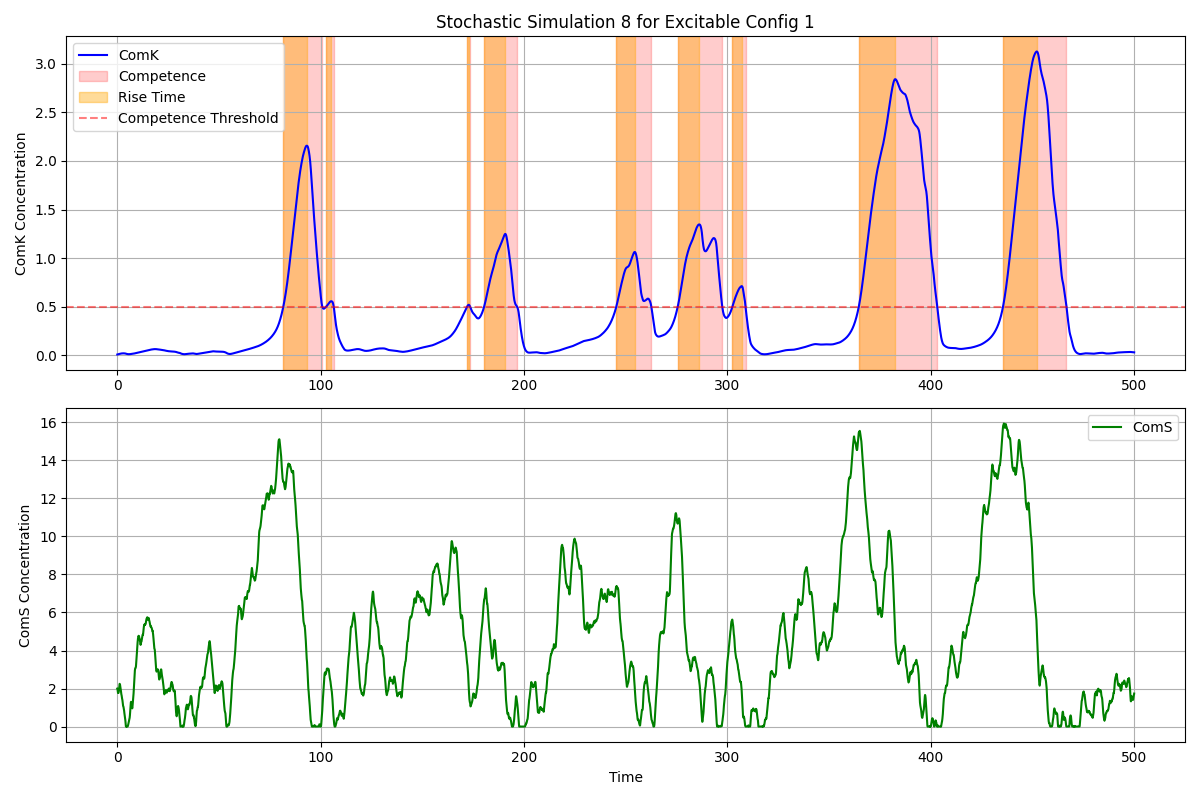 Stochastic Simulation 8 for Excitable Config 1
ComK Concentration
3.0
2.5
2.0
1.5
1.0
0.5
0.0
ComK
Competence
Rise Time
Competence Threshold
0 100 200 300 400 500
ComS Concentration
16
14
12
10
8
6
4
2
0
ComS
0 100 200 300 400 500
Time